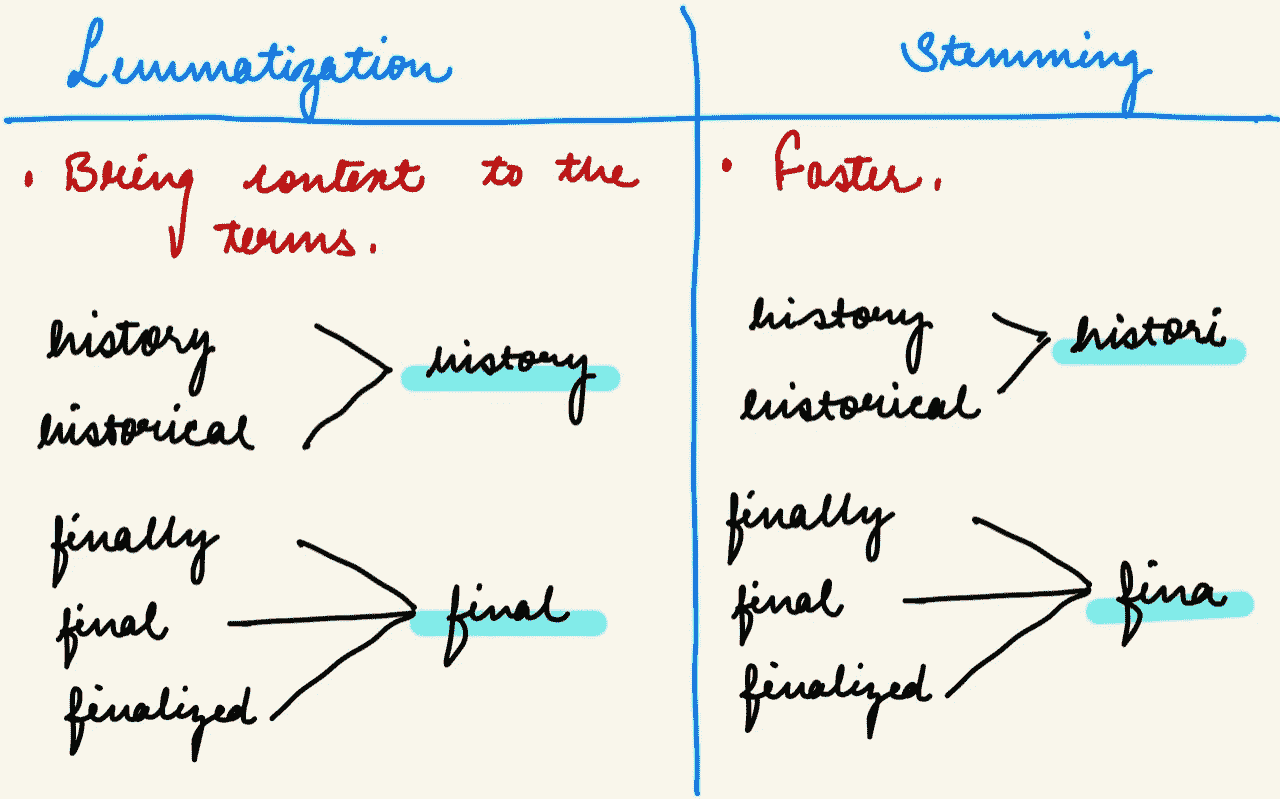 Lemmatization
• Bring context to the
terms.
history
historical
history
finally
final
finalized
final
Stemming
• Faster.
history
historical
histori
finally
final
finalized
fina